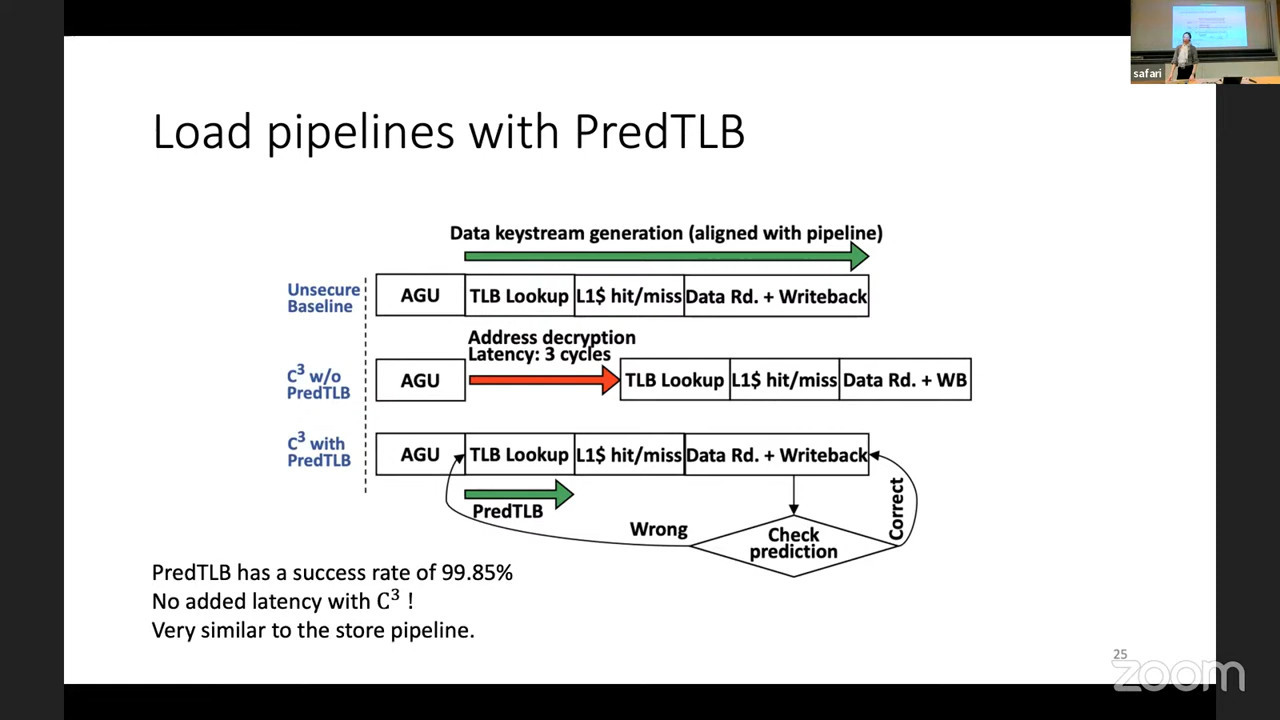 safari
Load pipelines with PredTLB
Data keystream generation (aligned with pipeline)
Unsecure
Baseline
AGU
TLB Lookup
L1$ hit/miss
Data Rd. + Writeback
Address decryption
Latency: 3 cycles
C³ w/o
PredTLB
AGU
TLB Lookup
L1$ hit/miss
Data Rd. + WB
C³ with
PredTLB
AGU
TLB Lookup
L1$ hit/miss
Data Rd. + Writeback
PredTLB
Wrong
Check
prediction
Correct
PredTLB has a success rate of 99.85%
No added latency with C³ !
Very similar to the store pipeline.
25
zoom